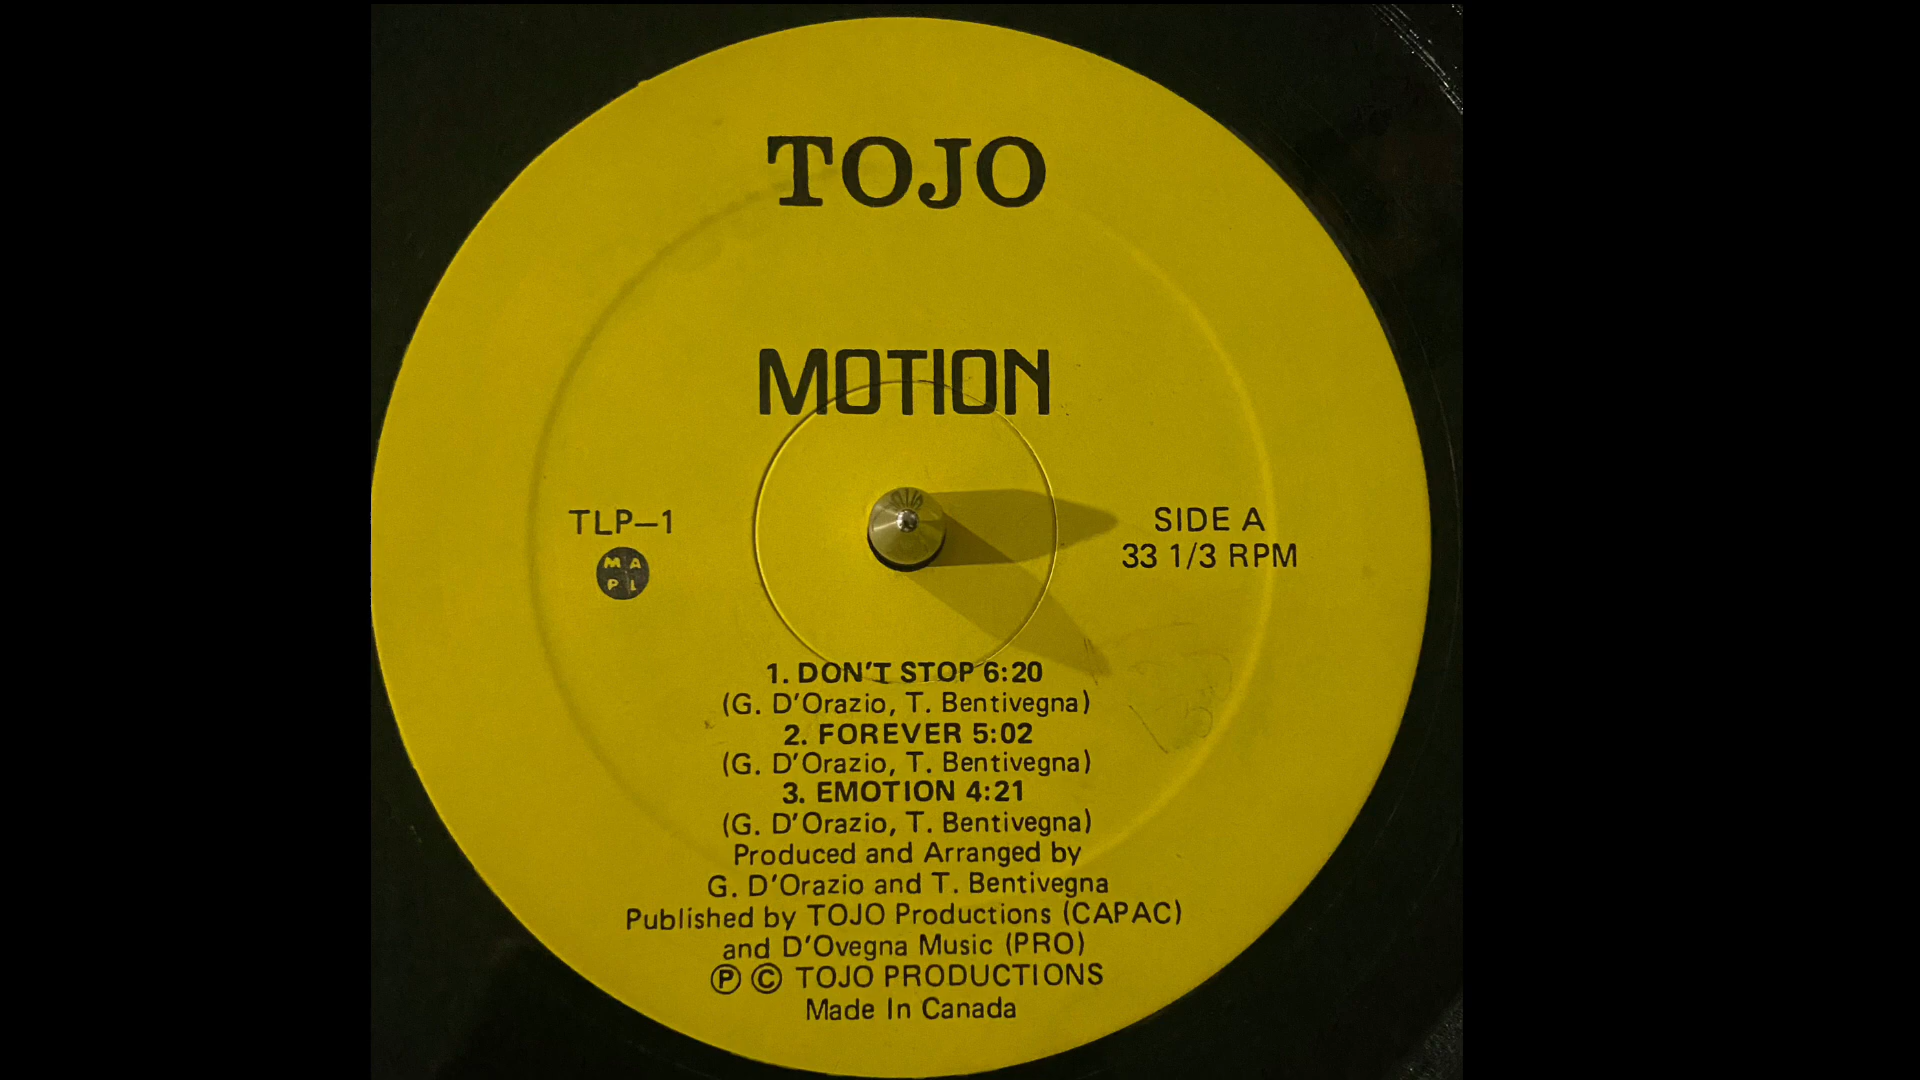 TOJO
MOTION
TLP–1
M A
P L
SIDE A
33 1/3 RPM
1. DON'T STOP 6:20
(G. D'Orazio, T. Bentivegna)
2. FOREVER 5:02
(G. D'Orazio, T. Bentivegna)
3. EMOTION 4:21
(G. D'Orazio, T. Bentivegna)
Produced and Arranged by
G. D'Orazio and T. Bentivegna
Published by TOJO Productions (CAPAC)
and D'Ovegna Music (PRO)
Ⓟ © TOJO PRODUCTIONS
Made In Canada